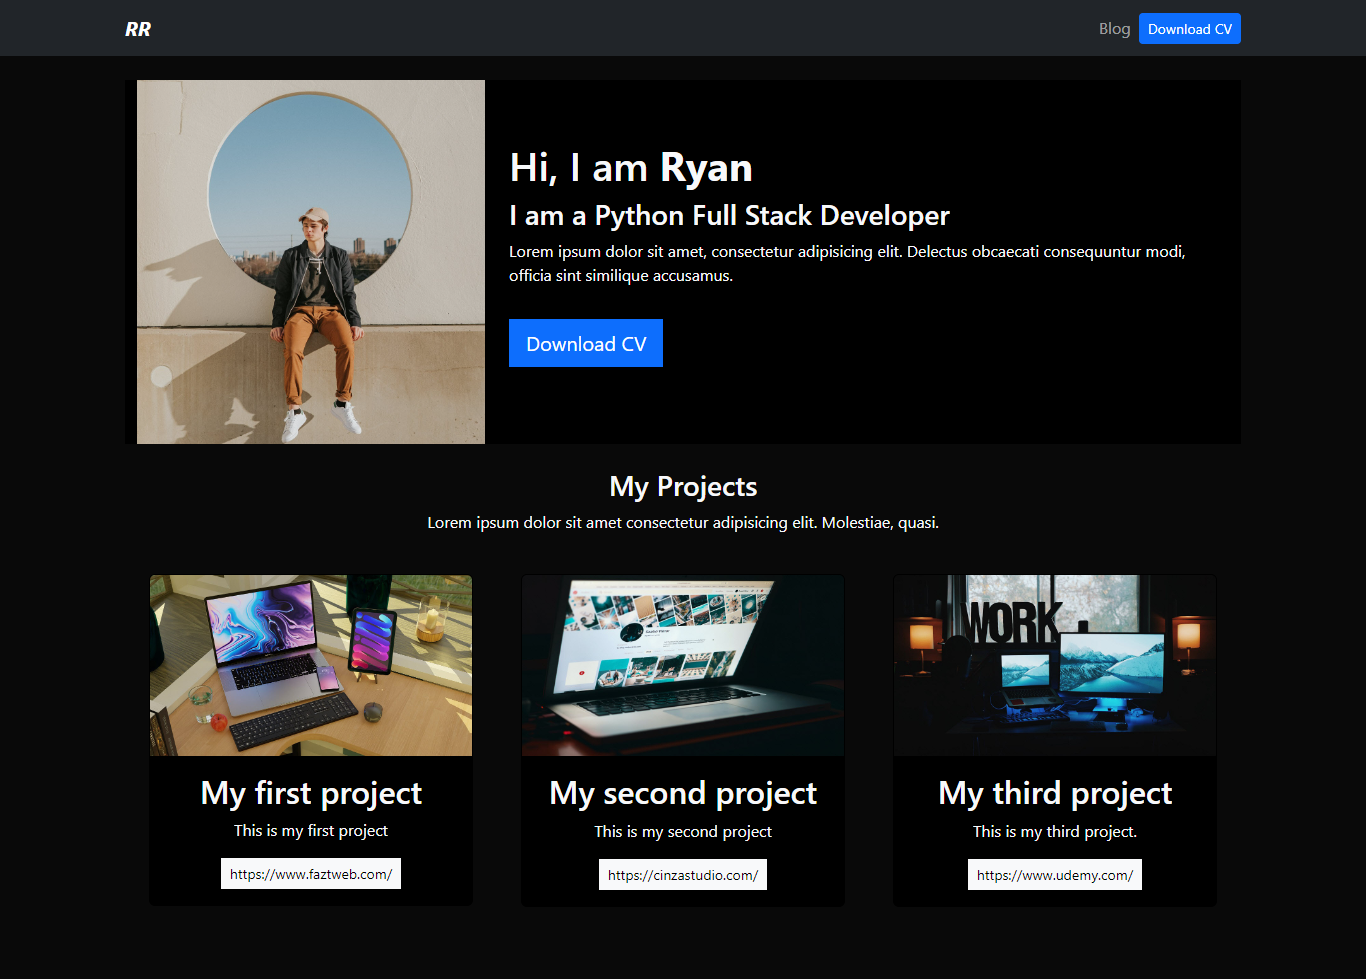 RR
Blog
Download CV
Hi, I am Ryan
I am a Python Full Stack Developer
Lorem ipsum dolor sit amet, consectetur adipisicing elit. Delectus obcaecati consequuntur modi,
officia sint similique accusamus.
Download CV
My Projects
Lorem ipsum dolor sit amet consectetur adipisicing elit. Molestiae, quasi.
WORK
My first project
This is my first project
https://www.faztweb.com/
My second project
This is my second project
https://cinzastudio.com/
My third project
This is my third project.
https://www.udemy.com/